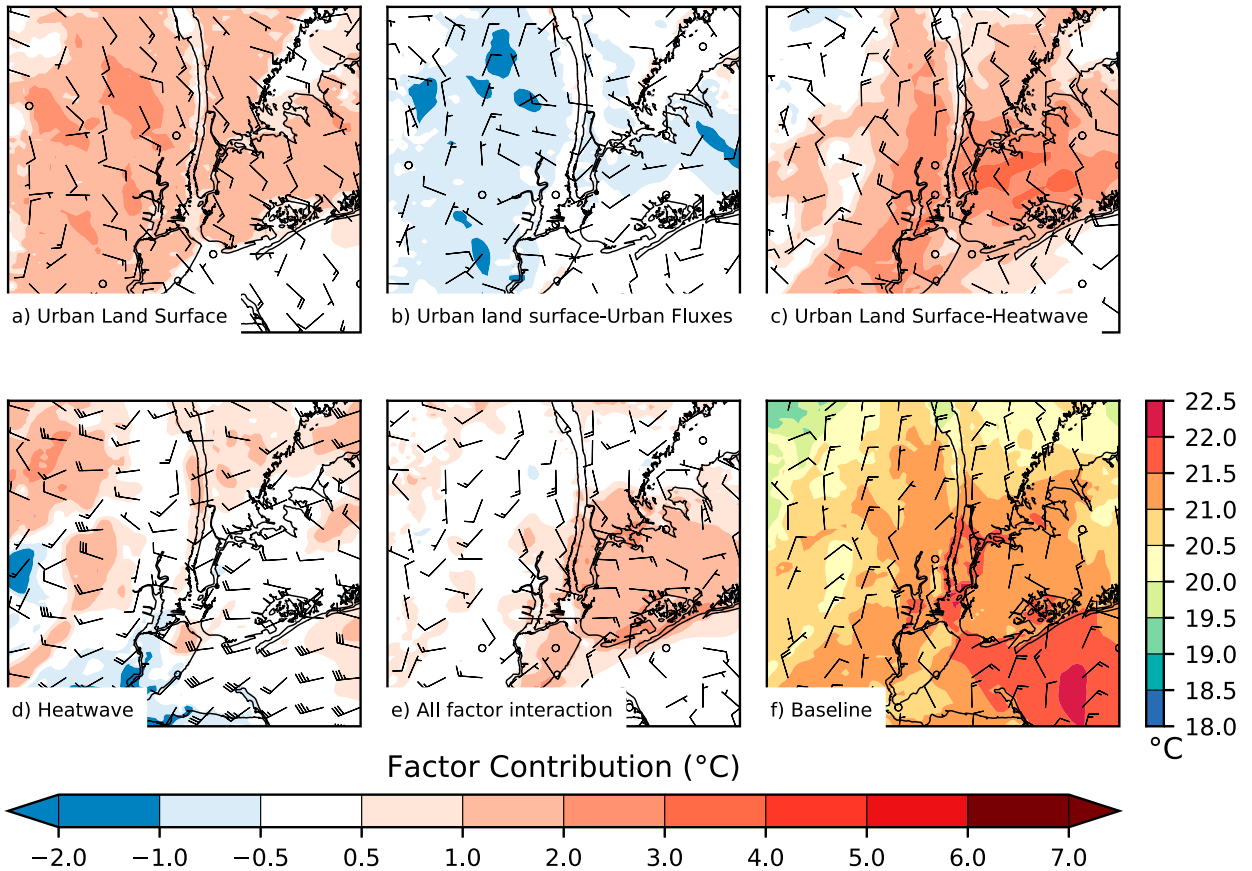 a) Urban Land Surface
b) Urban land surface-Urban Fluxes
c) Urban Land Surface-Heatwave
d) Heatwave
e) All factor interaction
f) Baseline
22.5
22.0
21.5
21.0
20.5
20.0
19.5
19.0
18.5
18.0
°C
Factor Contribution (°C)
−2.0 −1.0 −0.5 0.5 1.0 2.0 3.0 4.0 5.0 6.0 7.0